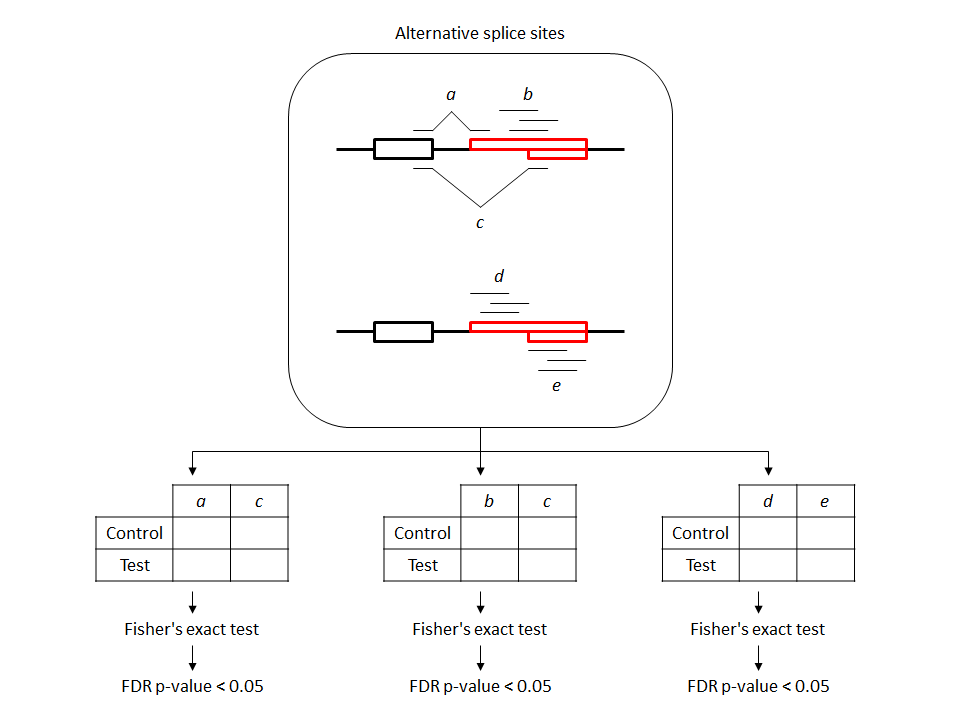 Alternative splice sites
a
b
c
d
e
a c
Control
Test
b c
Control
Test
d e
Control
Test
Fisher's exact test
Fisher's exact test
Fisher's exact test
FDR p-value < 0.05
FDR p-value < 0.05
FDR p-value < 0.05